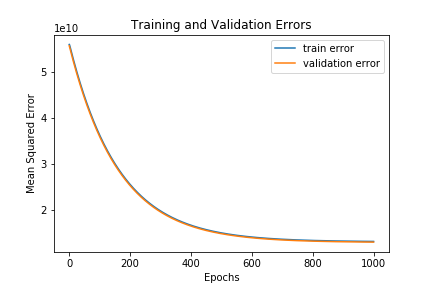 Training and Validation Errors
1e10
train error
validation error
Mean Squared Error
5
4
3
2
0
200
400
600
800
1000
Epochs